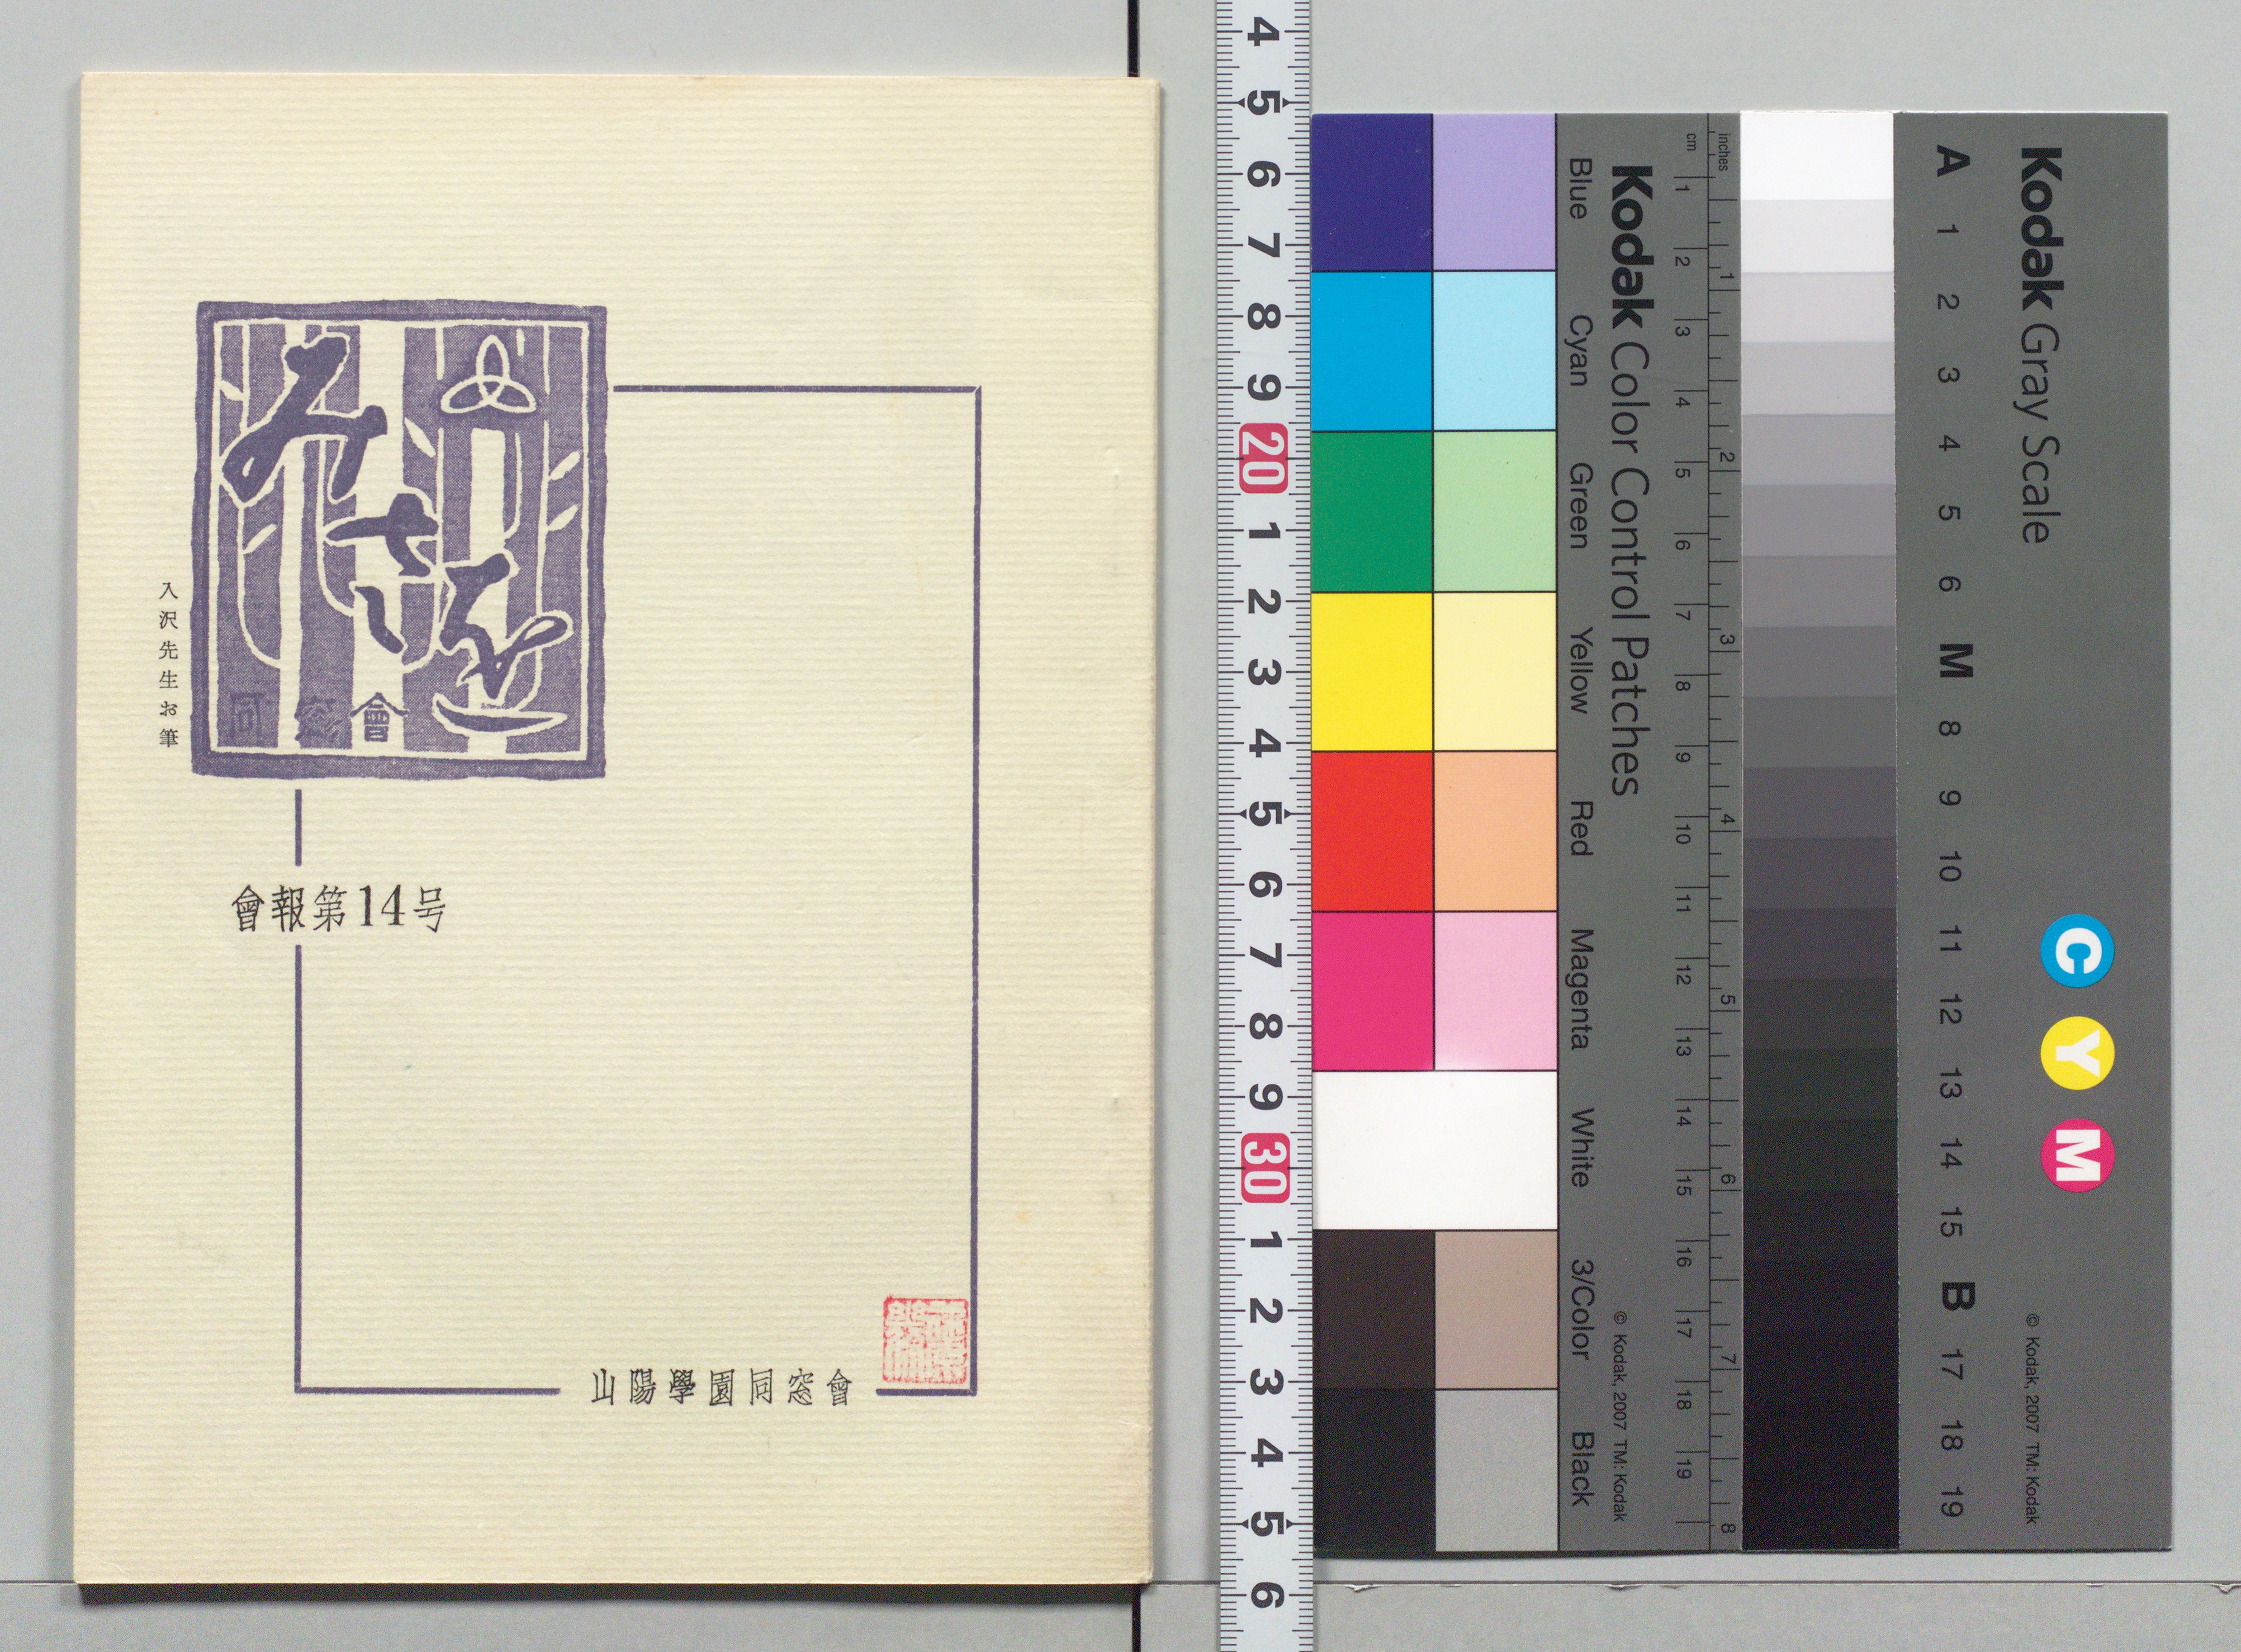 みさを
同窓會
入沢先生お筆
會報第14号
山陽學園同窓會
4 5 6 7 8 9 20 1 2 3 4 5 6 7 8 9 30 1 2 3 4 5 6
Blue Cyan Green Yellow Red Magenta White 3/Color Black
Kodak Color Control Patches
© Kodak, 2007 TM: Kodak
cm 1 2 3 4 5 6 7 8 9 10 11 12 13 14 15 16 17 18 19
inches 1 2 3 4 5 6 7 8
A 1 2 3 4 5 6 M 8 9 10 11 12 13 14 15 B 17 18 19
Kodak Gray Scale
C Y M
© Kodak, 2007 TM: Kodak